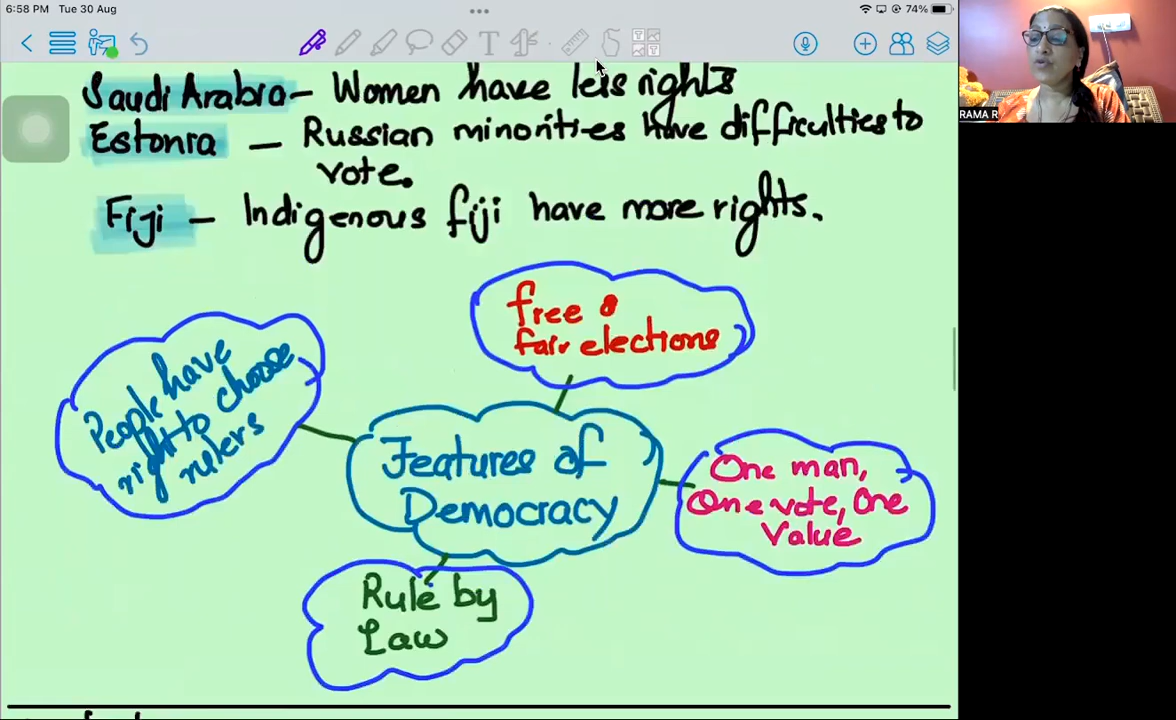 6:58 PM Tue 30 Aug
74%
RAMA R
Saudi Arabia - Women have less rights
Estonia - Russian minorities have difficulties to
vote.
Fiji - Indigenous fiji have more rights.
free &
fair elections
People have
right to choose
rulers
Features of
Democracy
One man,
One vote, One
Value
Rule by
Law